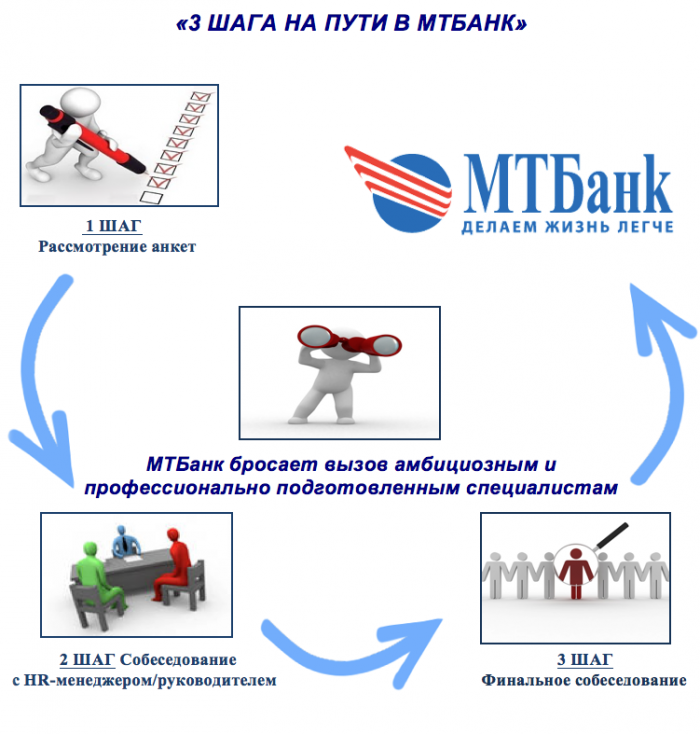 «3 ШАГА НА ПУТИ В МТБАНК»
1 ШАГ
Рассмотрение анкет
МТБанк
ДЕЛАЕМ ЖИЗНЬ ЛЕГЧЕ
МТБанк бросает вызов амбициозным и
профессионально подготовленным специалистам
2 ШАГ Собеседование
с HR-менеджером/руководителем
3 ШАГ
Финальное собеседование